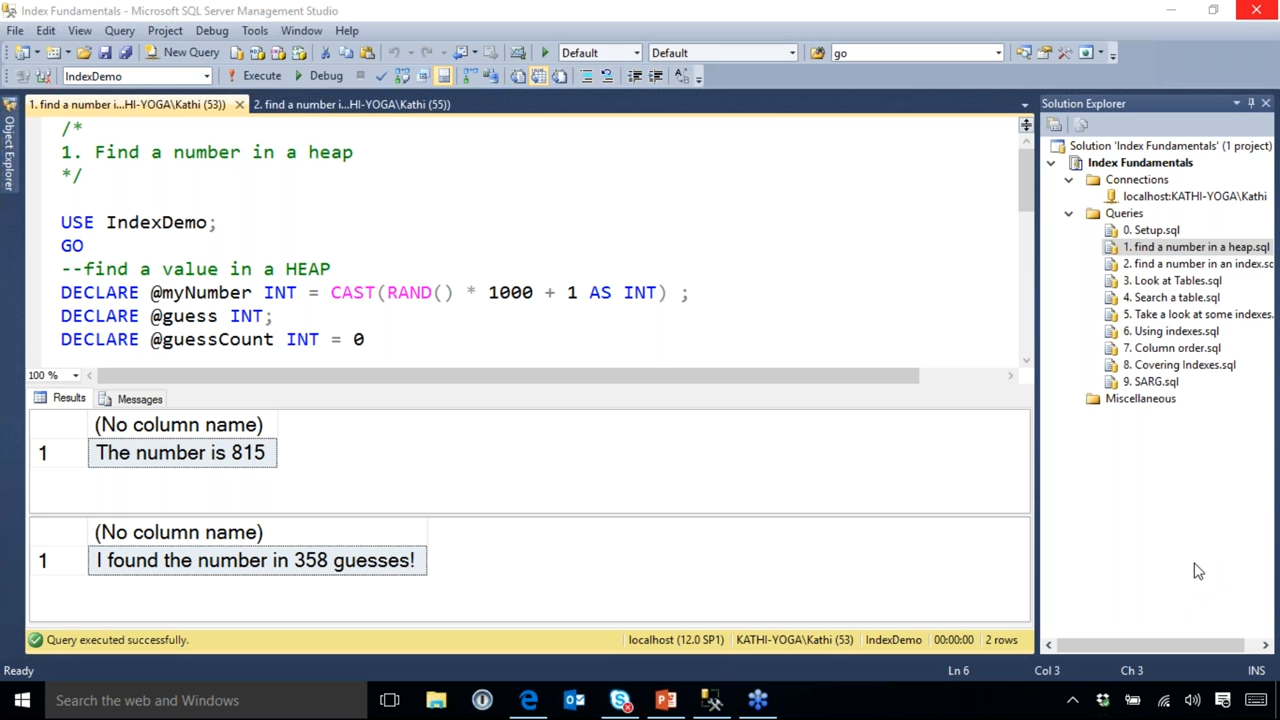 Index Fundamentals - Microsoft SQL Server Management Studio
File Edit View Query Project Debug Tools Window Help
New Query Default Default go
IndexDemo Execute Debug
1. find a number i...HI-YOGA\Kathi (53)) 2. find a number i...HI-YOGA\Kathi (55))
Object Explorer
/*
1. Find a number in a heap
*/
USE IndexDemo;
GO
--find a value in a HEAP
DECLARE @myNumber INT = CAST(RAND() * 1000 + 1 AS INT) ;
DECLARE @guess INT;
DECLARE @guessCount INT = 0
100 %
Results Messages
(No column name)
1 The number is 815
(No column name)
1 I found the number in 358 guesses!
Query executed successfully. localhost (12.0 SP1) KATHI-YOGA\Kathi (53) IndexDemo 00:00:00 2 rows
Solution Explorer
Solution 'Index Fundamentals' (1 project)
Index Fundamentals
Connections
localhost:KATHI-YOGA\Kathi
Queries
0. Setup.sql
1. find a number in a heap.sql
2. find a number in an index.sc
3. Look at Tables.sql
4. Search a table.sql
5. Take a look at some indexes.
6. Using indexes.sql
7. Column order.sql
8. Covering Indexes.sql
9. SARG.sql
Miscellaneous
Ready Ln 6 Col 3 Ch 3 INS
Search the web and Windows